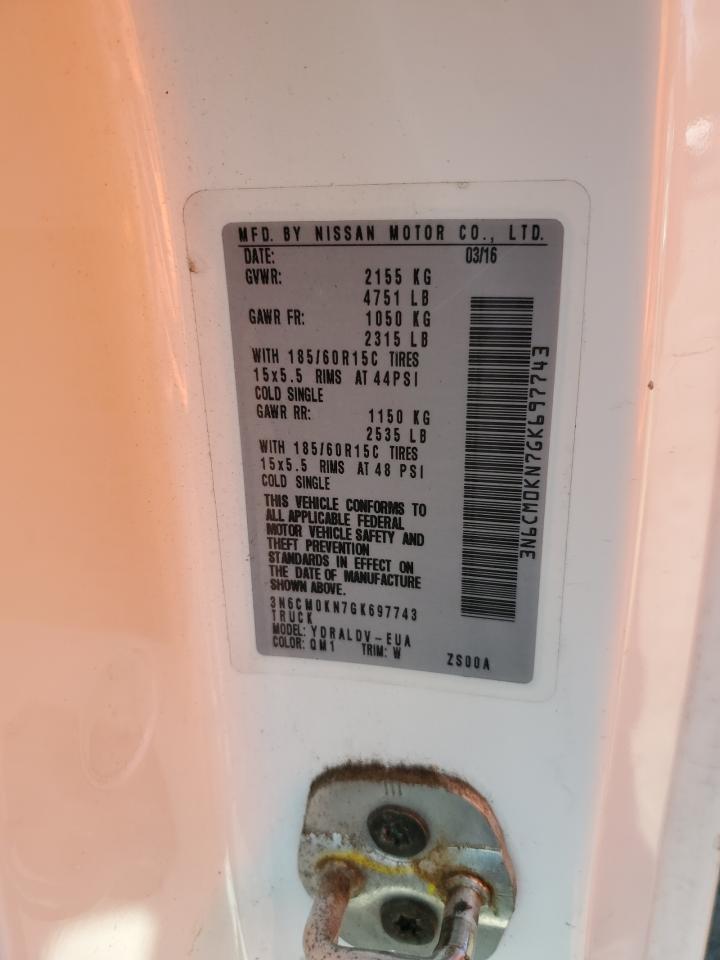 MFD. BY NISSAN MOTOR CO., LTD.
DATE: 03/16
GVWR: 2155 KG
4751 LB
GAWR FR: 1050 KG
2315 LB
WITH 185/60R15C TIRES
15x5.5 RIMS AT 44PSI
COLD SINGLE
GAWR RR: 1150 KG
2535 LB
WITH 185/60R15C TIRES
15x5.5 RIMS AT 48 PSI
COLD SINGLE
THIS VEHICLE CONFORMS TO
ALL APPLICABLE FEDERAL
MOTOR VEHICLE SAFETY AND
THEFT PREVENTION
STANDARDS IN EFFECT ON
THE DATE OF MANUFACTURE
SHOWN ABOVE.
3N6CM0KN7GK697743
TRUCK
MODEL: YDRALDV-EUA
COLOR: QM1 TRIM: W ZS00A
3N6CM0KN7GK697743